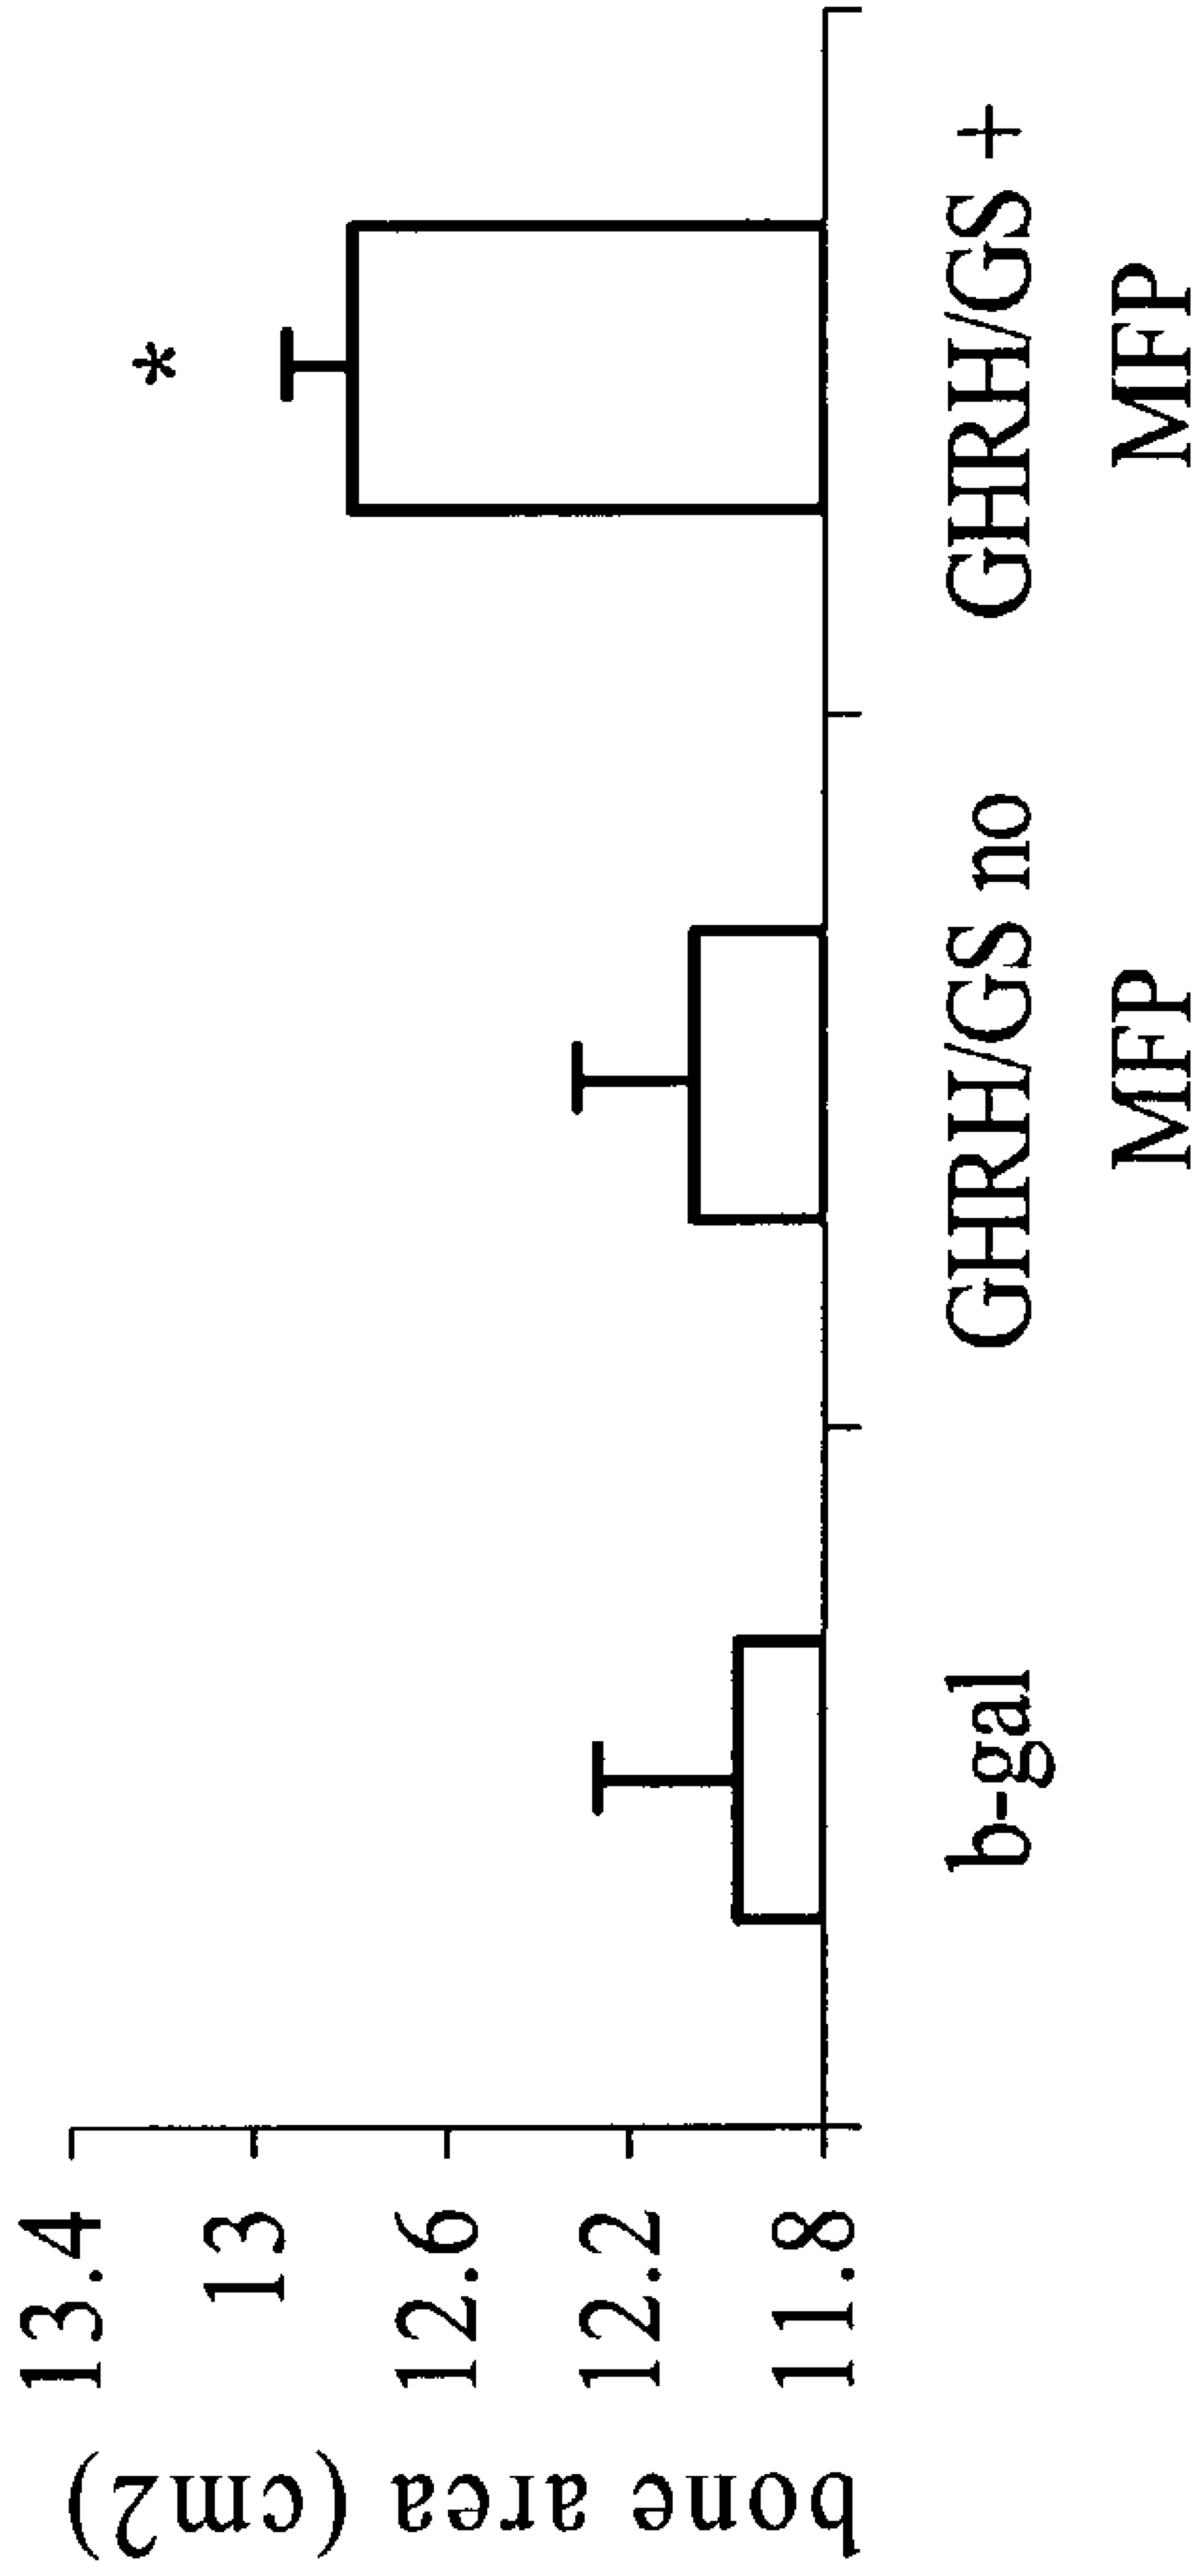 bone area (cm2)
13.4
13
12.6
12.2
11.8
*
b-gal
GHRH/GS no
MFP
GHRH/GS +
MFP